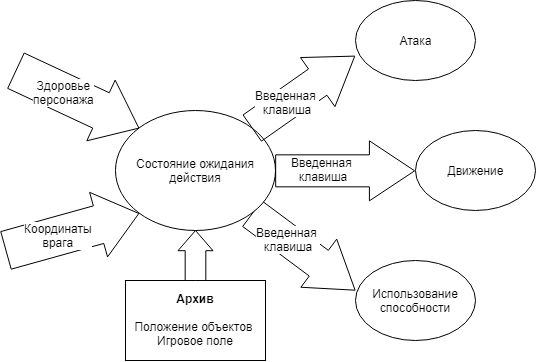 Атака
Здоровье
персонажа
Введенная
клавиша
Состояние ожидания
действия
Введенная
клавиша
Движение
Координаты
врага
Введенная
клавиша
Архив
Положение объектов
Игровое поле
Использование
способности